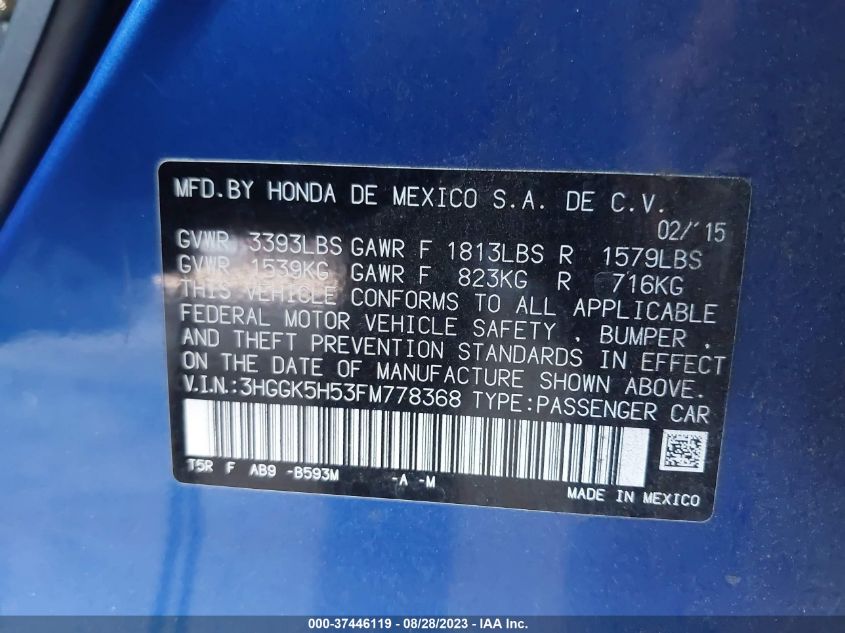 MFD.BY HONDA DE MEXICO S.A. DE C.V.
02/'15
GVWR 3393LBS GAWR F 1813LBS R 1579LBS
GVWR 1539KG GAWR F 823KG R 716KG
THIS VEHICLE CONFORMS TO ALL APPLICABLE
FEDERAL MOTOR VEHICLE SAFETY , BUMPER ,
AND THEFT PREVENTION STANDARDS IN EFFECT
ON THE DATE OF MANUFACTURE SHOWN ABOVE.
V.I.N.:3HGGK5H53FM778368 TYPE:PASSENGER CAR
T5R F AB9 -B593M -A -M
MADE IN MEXICO
000-37446119 - 08/28/2023 - IAA Inc.